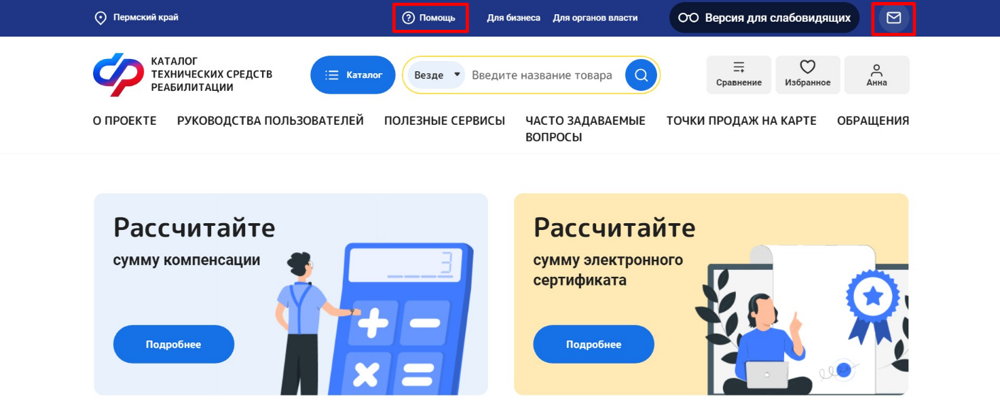 Пермский край
Помощь
Для бизнеса
Для органов власти
Версия для слабовидящих
КАТАЛОГ
ТЕХНИЧЕСКИХ СРЕДСТВ
РЕАБИЛИТАЦИИ
Каталог
Везде
Введите название товара
Сравнение
Избранное
Анна
О ПРОЕКТЕ
РУКОВОДСТВА ПОЛЬЗОВАТЕЛЕЙ
ПОЛЕЗНЫЕ СЕРВИСЫ
ЧАСТО ЗАДАВАЕМЫЕ
ВОПРОСЫ
ТОЧКИ ПРОДАЖ НА КАРТЕ
ОБРАЩЕНИЯ
Рассчитайте
сумму компенсации
3
Подробнее
Рассчитайте
сумму электронного
сертификата
Подробнее